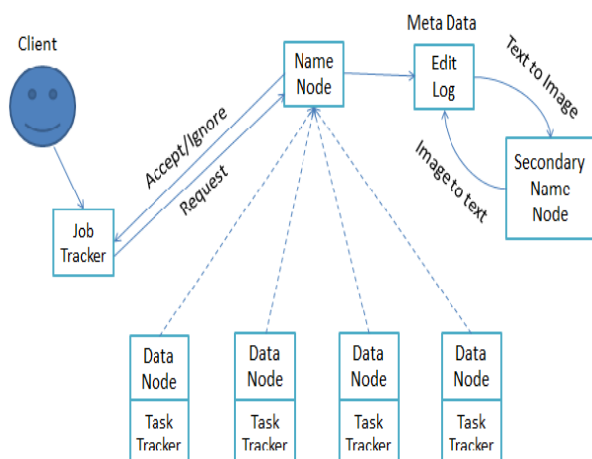 Client
Meta Data
Name
Node
Edit
Log
Text to Image
Accept/Ignore
Request
Image to text
Secondary
Name
Node
Job
Tracker
Data
Node
Task
Tracker
Data
Node
Task
Tracker
Data
Node
Task
Tracker
Data
Node
Task
Tracker